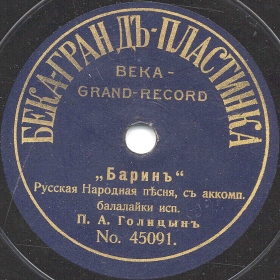 БЕКА-ГРАНДЪ-ПЛАСТИНКА
BEKA-
GRAND-RECORD
„Баринъ“
Русская Народная пѣсня, съ аккомп.
балалайки исп.
П. А. Голицынъ
No. 45091.